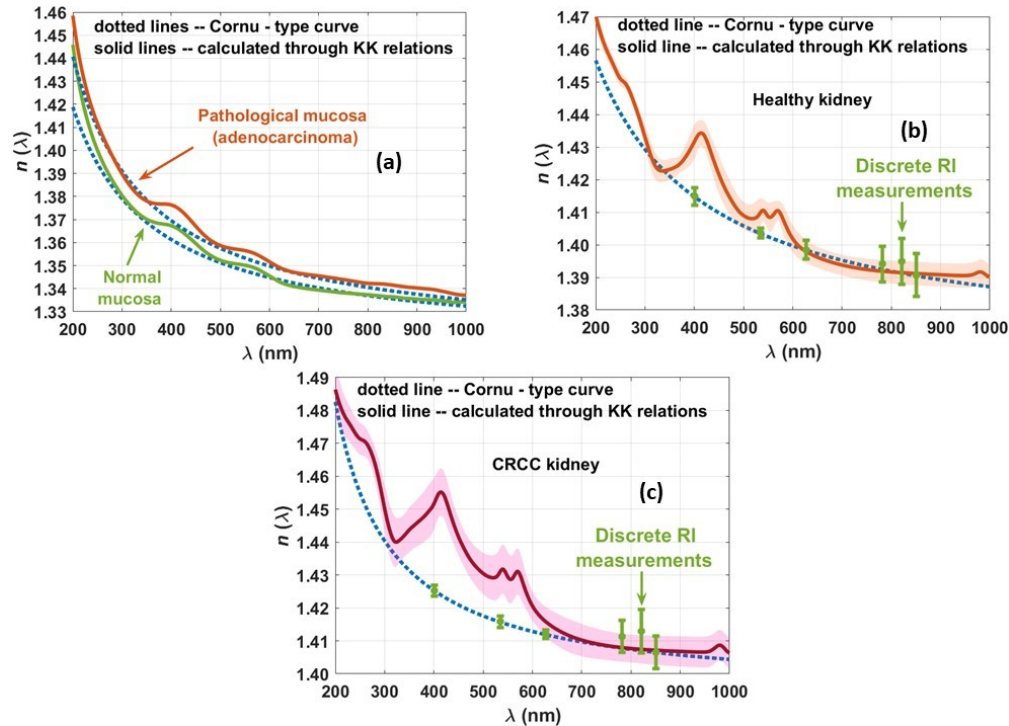 dotted lines -- Cornu - type curve
solid lines -- calculated through KK relations
Pathological mucosa
(adenocarcinoma)
(a)
Normal
mucosa
1.46
1.45
1.44
1.43
1.42
1.41
1.40
1.39
1.38
1.37
1.36
1.35
1.34
1.33
n (λ)
200 300 400 500 600 700 800 900 1000
λ (nm)
dotted line -- Cornu - type curve
solid line -- calculated through KK relations
Healthy kidney
(b)
Discrete RI
measurements
1.47
1.46
1.45
1.44
1.43
1.42
1.41
1.40
1.39
1.38
n (λ)
200 300 400 500 600 700 800 900 1000
λ (nm)
dotted line -- Cornu - type curve
solid line -- calculated through KK relations
CRCC kidney
(c)
Discrete RI
measurements
1.49
1.48
1.47
1.46
1.45
1.44
1.43
1.42
1.41
1.40
n (λ)
200 300 400 500 600 700 800 900 1000
λ (nm)